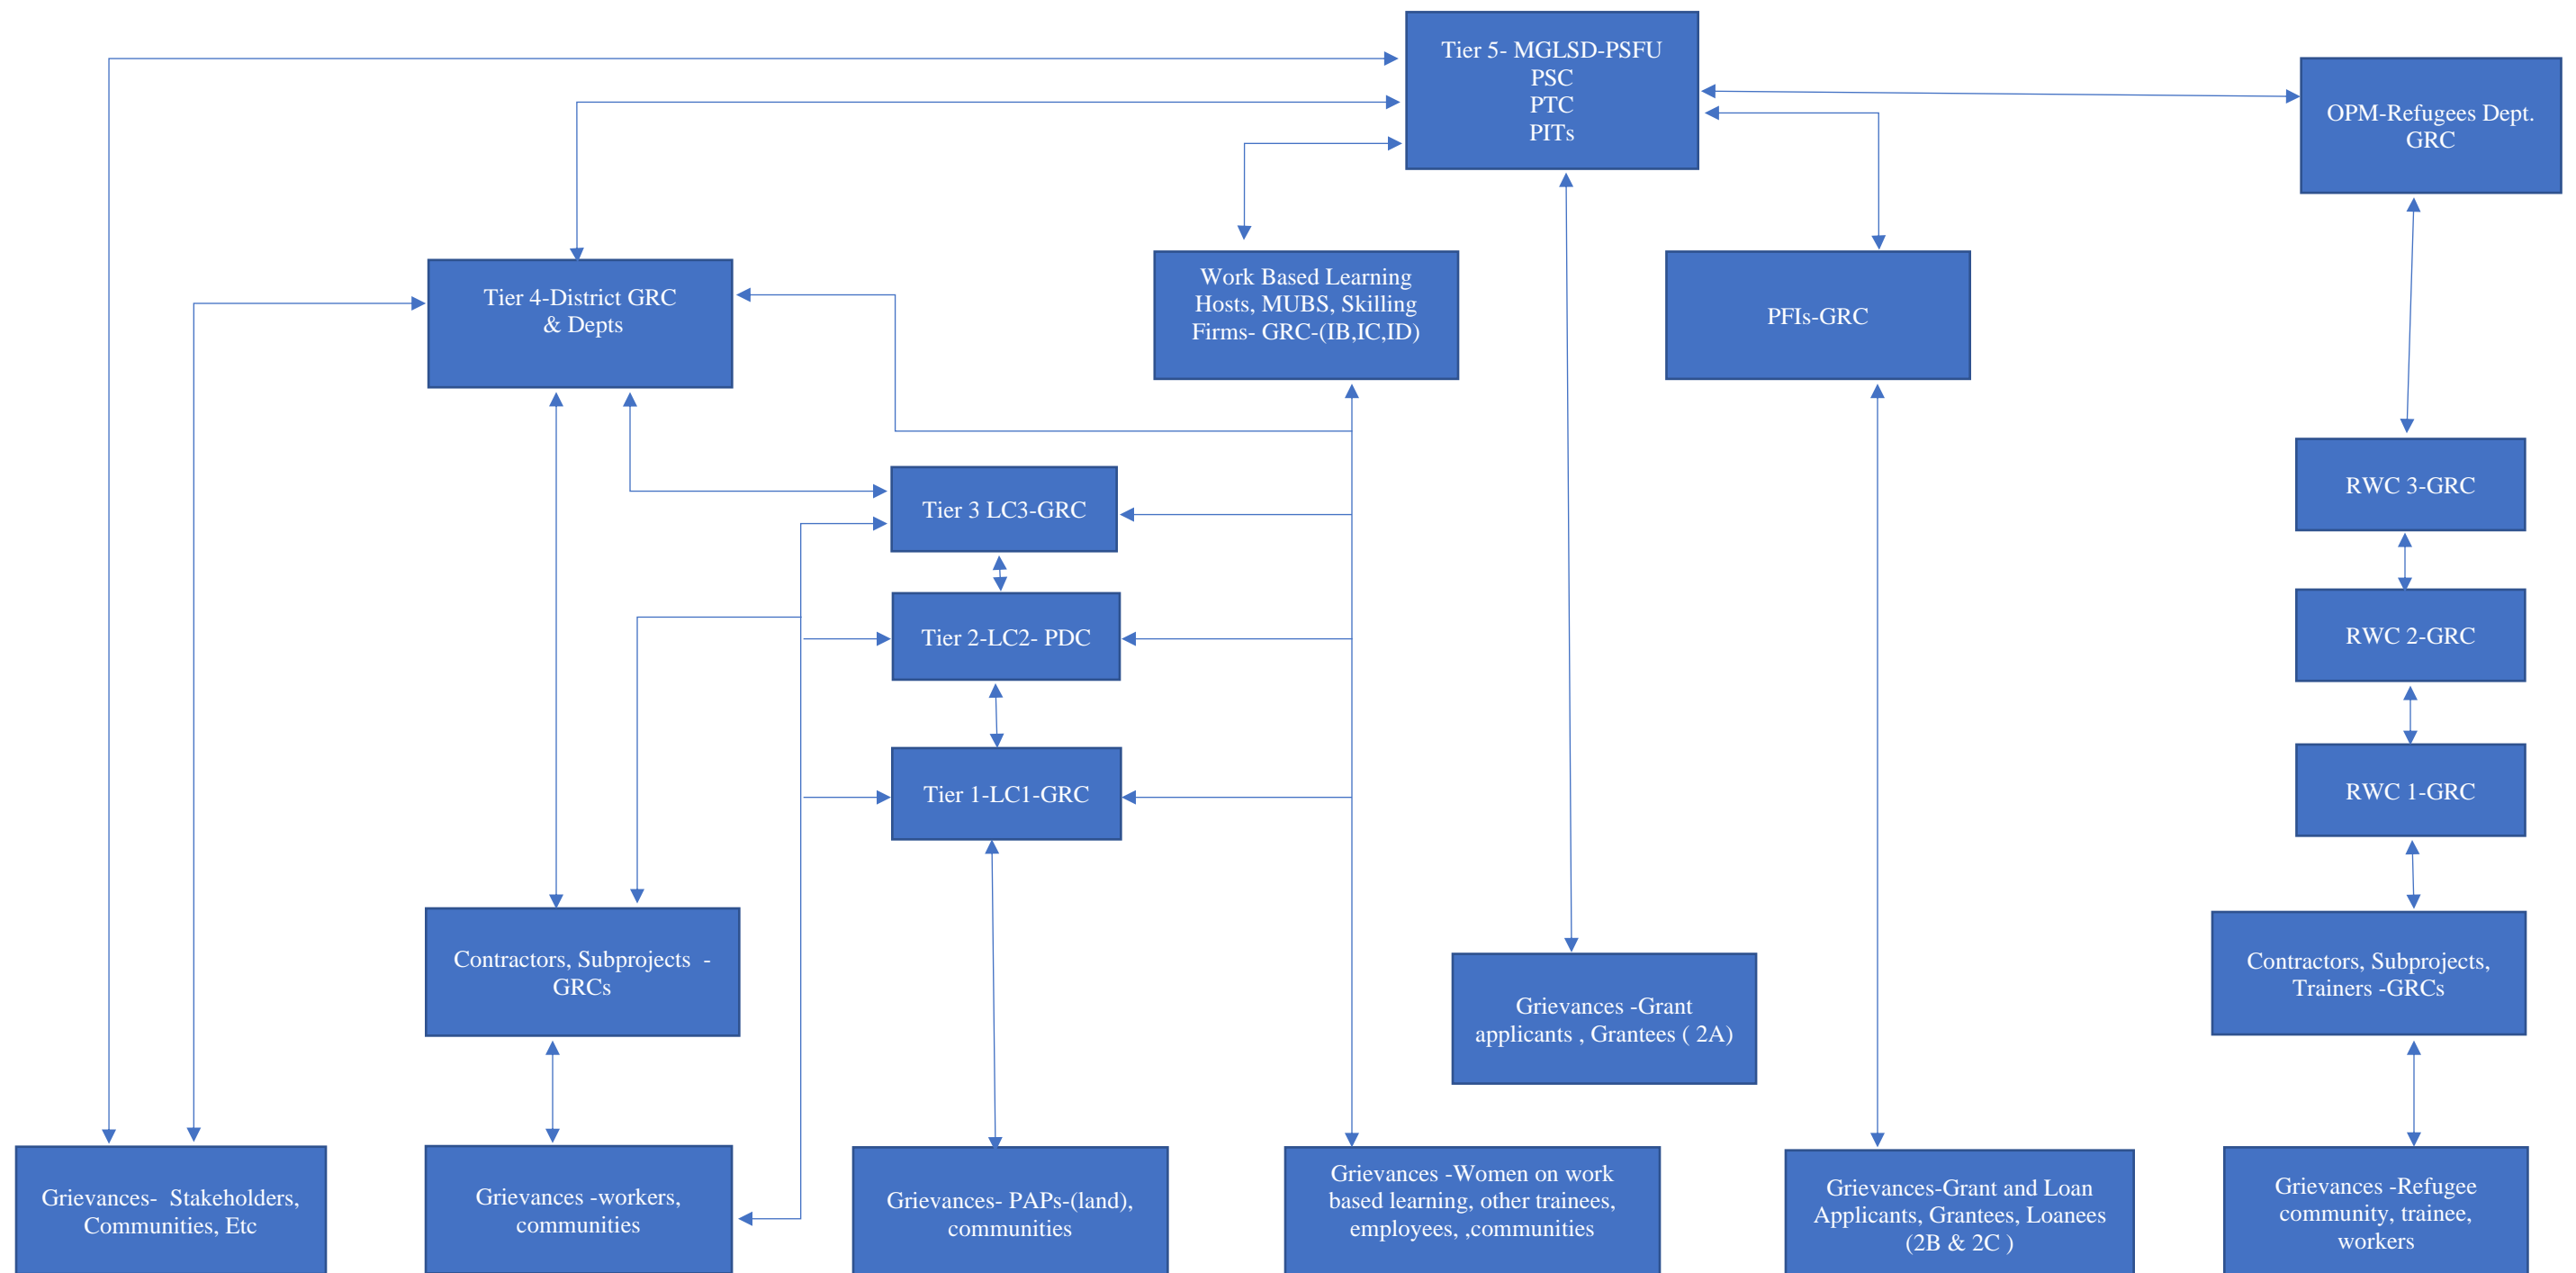 Tier 5- MGLSD-PSFU
PSC
PTC
PITs
OPM-Refugees Dept.
GRC
Tier 4-District GRC
& Depts
Work Based Learning
Hosts, MUBS, Skilling
Firms- GRC-(IB,IC,ID)
PFIs-GRC
Tier 3 LC3-GRC
RWC 3-GRC
Tier 2-LC2- PDC
RWC 2-GRC
Tier 1-LC1-GRC
RWC 1-GRC
Contractors, Subprojects -
GRCs
Grievances -Grant
applicants , Grantees ( 2A)
Contractors, Subprojects,
Trainers -GRCs
Grievances- Stakeholders,
Communities, Etc
Grievances -workers,
communities
Grievances- PAPs-(land),
communities
Grievances -Women on work
based learning, other trainees,
employees, ,communities
Grievances-Grant and Loan
Applicants, Grantees, Loanees
(2B & 2C )
Grievances -Refugee
community, trainee,
workers